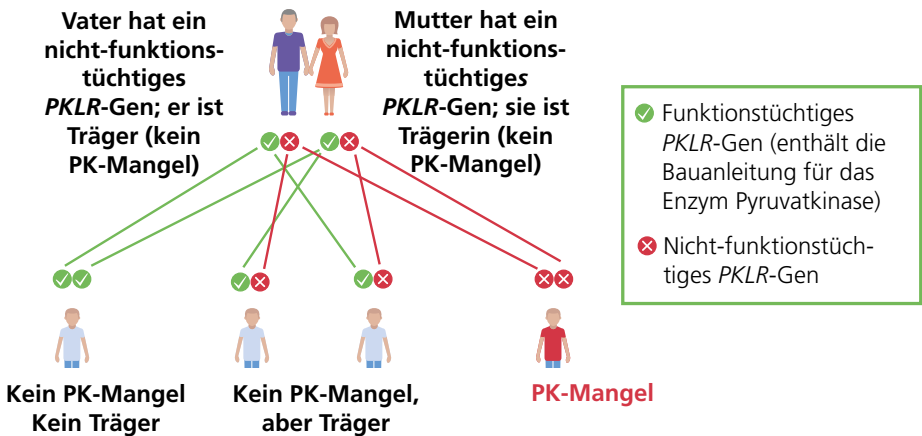 Vater hat ein
nicht-funktions-
tüchtiges
PKLR-Gen; er ist
Träger (kein
PK-Mangel)
Mutter hat ein
nicht-funktions-
tüchtiges
PKLR-Gen; sie ist
Trägerin (kein
PK-Mangel)
Funktionstüchtiges
PKLR-Gen (enthält die
Bauanleitung für das
Enzym Pyruvatkinase)
Nicht-funktionstüch-
tiges PKLR-Gen
Kein PK-Mangel
Kein Träger
Kein PK-Mangel,
aber Träger
PK-Mangel